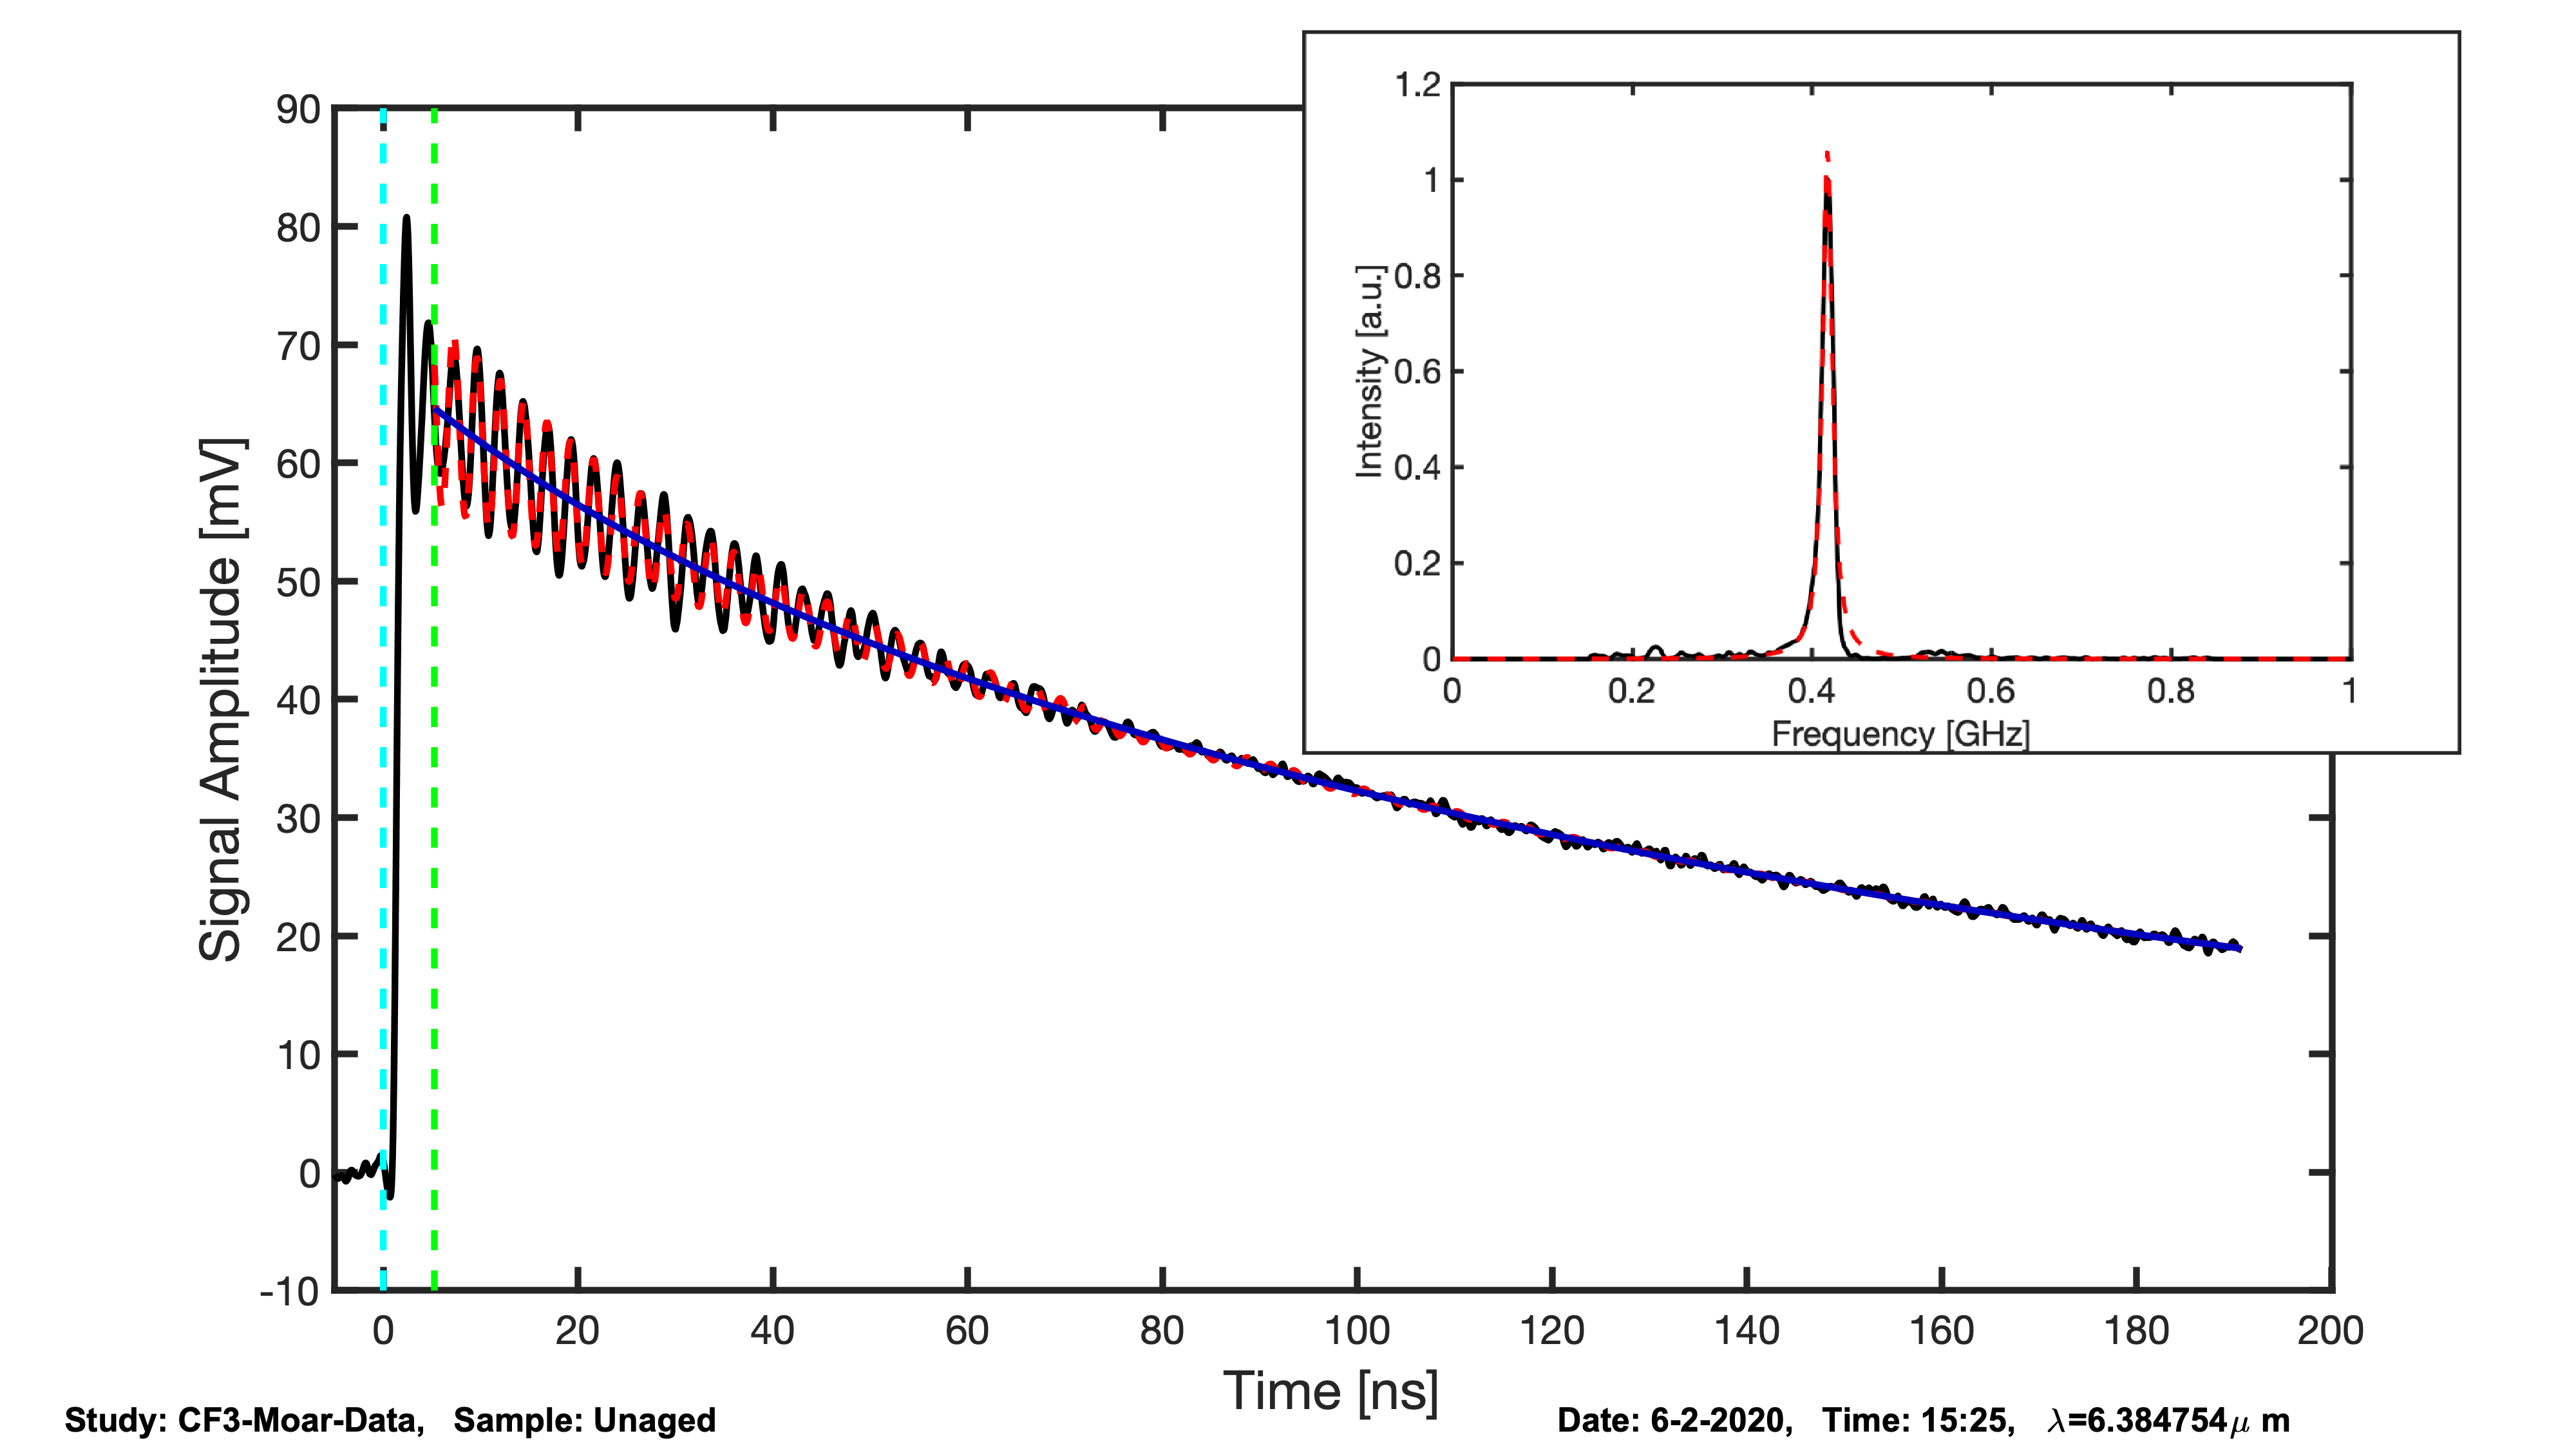 1.2
1
0.8
0.6
0.4
0.2
0
Intensity [a.u.]
0 0.2 0.4 0.6 0.8 1
Frequency [GHz]
90
80
70
60
50
40
30
20
10
0
-10
Signal Amplitude [mV]
0 20 40 60 80 100 120 140 160 180 200
Time [ns]
Study: CF3-Moar-Data, Sample: Unaged
Date: 6-2-2020, Time: 15:25, λ=6.384754μ m